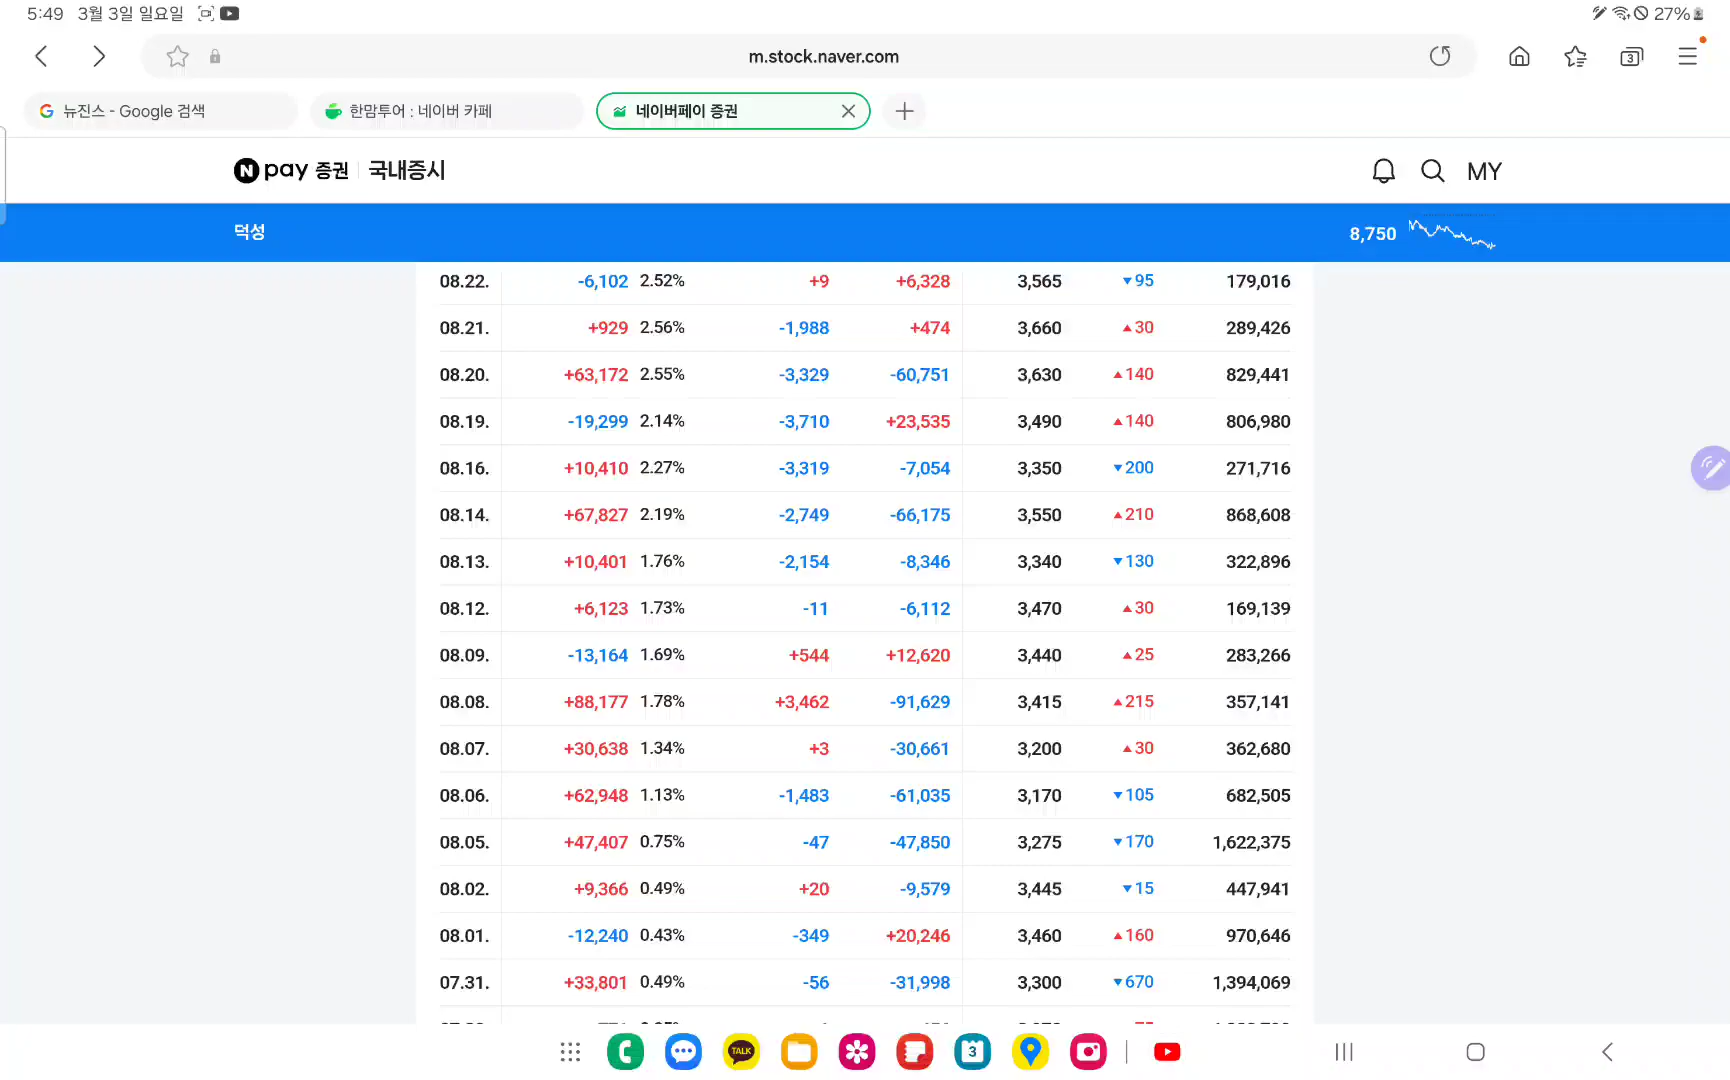 5:49 3월 3일 일요일 27%
m.stock.naver.com 3
뉴진스 - Google 검색 한맘투어 : 네이버 카페 네이버페이 증권
N pay 증권 국내증시 MY
덕성 8,750
08.22. -6,102 2.52% +9 +6,328 3,565 ▼95 179,016
08.21. +929 2.56% -1,988 +474 3,660 ▲30 289,426
08.20. +63,172 2.55% -3,329 -60,751 3,630 ▲140 829,441
08.19. -19,299 2.14% -3,710 +23,535 3,490 ▲140 806,980
08.16. +10,410 2.27% -3,319 -7,054 3,350 ▼200 271,716
08.14. +67,827 2.19% -2,749 -66,175 3,550 ▲210 868,608
08.13. +10,401 1.76% -2,154 -8,346 3,340 ▼130 322,896
08.12. +6,123 1.73% -11 -6,112 3,470 ▲30 169,139
08.09. -13,164 1.69% +544 +12,620 3,440 ▲25 283,266
08.08. +88,177 1.78% +3,462 -91,629 3,415 ▲215 357,141
08.07. +30,638 1.34% +3 -30,661 3,200 ▲30 362,680
08.06. +62,948 1.13% -1,483 -61,035 3,170 ▼105 682,505
08.05. +47,407 0.75% -47 -47,850 3,275 ▼170 1,622,375
08.02. +9,366 0.49% +20 -9,579 3,445 ▼15 447,941
08.01. -12,240 0.43% -349 +20,246 3,460 ▲160 970,646
07.31. +33,801 0.49% -56 -31,998 3,300 ▼670 1,394,069
TALK 3